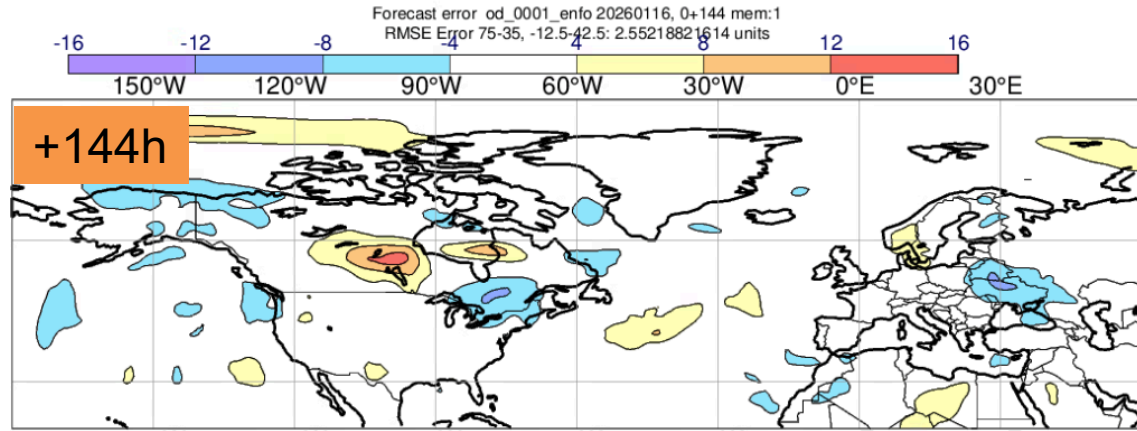 Forecast error od_0001_enfo 20260116, 0+144 mem:1
RMSE Error 75-35, -12.5-42.5: 2.55218821614 units
-16 -12 -8 -4 4 8 12 16
150°W 120°W 90°W 60°W 30°W 0°E 30°E
+144h